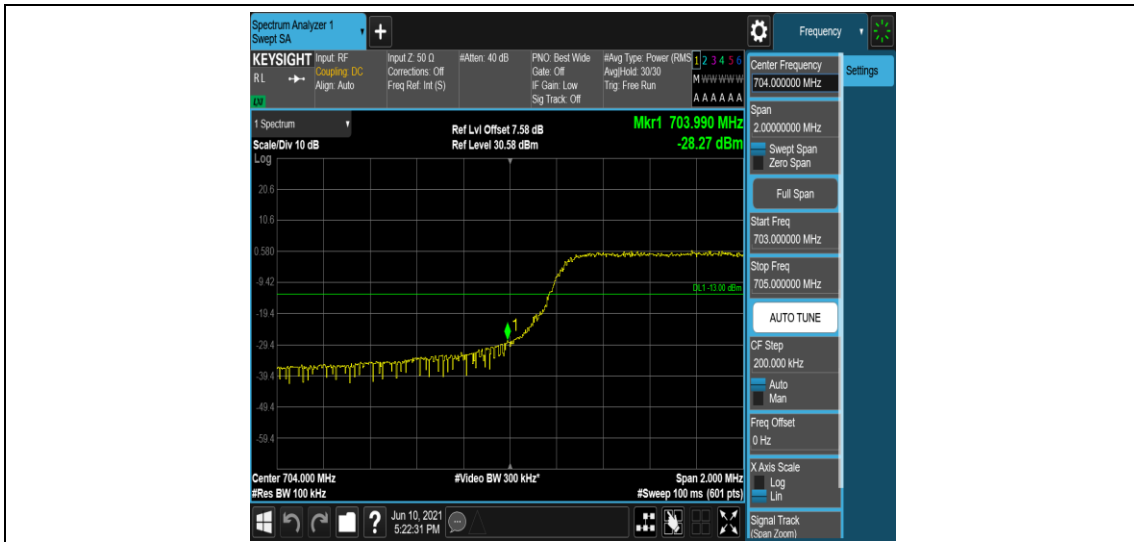 Spectrum Analyzer 1
Swept SA
+
Frequency
KEYSIGHT
RL
LXI
Input: RF
Coupling: DC
Align: Auto
Input Z: 50 Ω
Corrections: Off
Freq Ref: Int (S)
#Atten: 40 dB
PNO: Best Wide
Gate: Off
IF Gain: Low
Sig Track: Off
#Avg Type: Power (RMS
Avg|Hold: 30/30
Trig: Free Run
1 2 3 4 5 6
M W W W W W
A A A A A A
1 Spectrum
Scale/Div 10 dB
Log
Ref Lvl Offset 7.58 dB
Ref Level 30.58 dBm
Mkr1 703.990 MHz
-28.27 dBm
20.6
10.6
0.580
-9.42
DL1 -13.00 dBm
-19.4
1
-29.4
-39.4
-49.4
-59.4
Center 704.000 MHz
#Video BW 300 kHz*
Span 2.000 MHz
#Res BW 100 kHz
#Sweep 100 ms (601 pts)
?
Jun 10, 2021
5:22:31 PM
Center Frequency
704.000000 MHz
Settings
Span
2.00000000 MHz
Swept Span
Zero Span
Full Span
Start Freq
703.000000 MHz
Stop Freq
705.000000 MHz
AUTO TUNE
CF Step
200.000 kHz
Auto
Man
Freq Offset
0 Hz
X Axis Scale
Log
Lin
Signal Track
(Span Zoom)